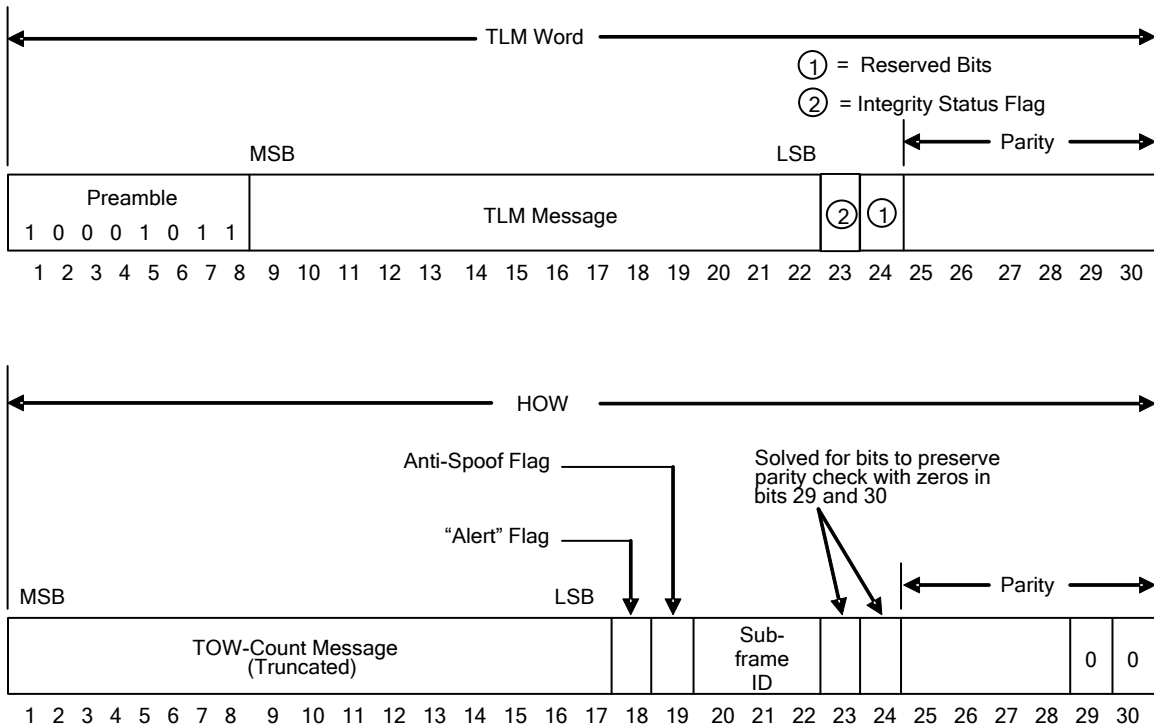 TLM Word
① = Reserved Bits
② = Integrity Status Flag
Parity
MSB
LSB
Preamble
1 0 0 0 1 0 1 1
TLM Message
② ①
1 2 3 4 5 6 7 8 9 10 11 12 13 14 15 16 17 18 19 20 21 22 23 24 25 26 27 28 29 30
HOW
Anti-Spoof Flag
Solved for bits to preserve
parity check with zeros in
bits 29 and 30
“Alert” Flag
Parity
MSB
LSB
TOW-Count Message
(Truncated)
Sub-
frame
ID
0 0
1 2 3 4 5 6 7 8 9 10 11 12 13 14 15 16 17 18 19 20 21 22 23 24 25 26 27 28 29 30